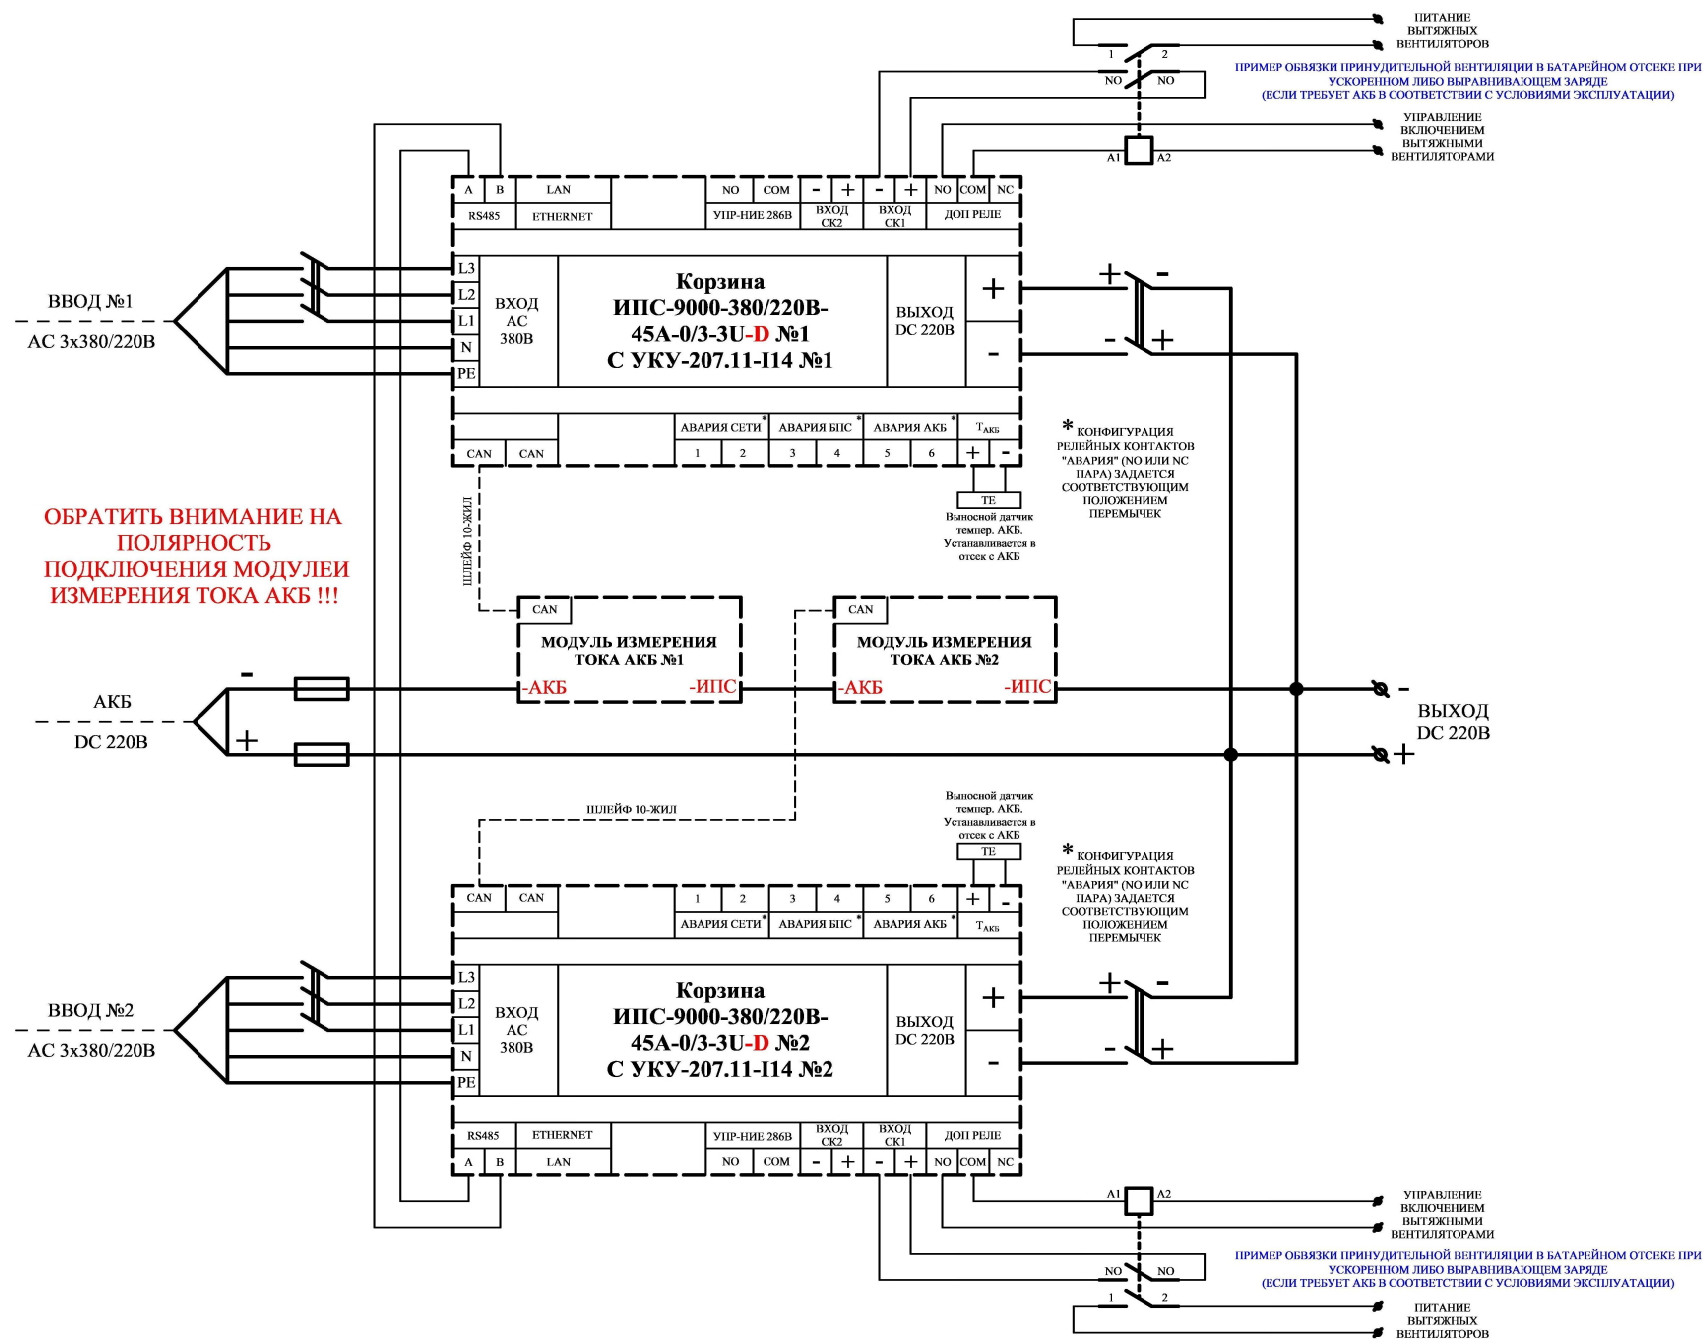 ПИТАНИЕ
ВЫТЯЖНЫХ
ВЕНТИЛЯТОРОВ
1 2
NO NO
ПРИМЕР ОБВЯЗКИ ПРИНУДИТЕЛЬНОЙ ВЕНТИЛЯЦИИ В БАТАРЕЙНОМ ОТСЕКЕ ПРИ
УСКОРЕННОМ ЛИБО ВЫРАВНИВАЮЩЕМ ЗАРЯДЕ
(ЕСЛИ ТРЕБУЕТ АКБ В СООТВЕТСТВИИ С УСЛОВИЯМИ ЭКСПЛУАТАЦИИ)
УПРАВЛЕНИЕ
ВКЛЮЧЕНИЕМ
ВЫТЯЖНЫМИ
ВЕНТИЛЯТОРАМИ
A1 A2
A B LAN NO COM - + - + NO COM NC
RS485 ETHERNET УПР-НИЕ 286В ВХОД СК2 ВХОД СК1 ДОП РЕЛЕ
ВВОД №1
АС 3х380/220В
L3
L2
L1
N
PE
ВХОД
АС
380В
Корзина
ИПС-9000-380/220В-
45А-0/3-3U-D №1
С УКУ-207.11-I14 №1
ВЫХОД
DC 220В
+
-
+ -
- +
АВАРИЯ СЕТИ* АВАРИЯ БПС* АВАРИЯ АКБ* ТАКБ
CAN CAN 1 2 3 4 5 6 + -
ТЕ
Выносной датчик
темпер. АКБ.
Устанавливается в
отсек с АКБ
* КОНФИГУРАЦИЯ
РЕЛЕЙНЫХ КОНТАКТОВ
"АВАРИЯ" (NO ИЛИ NC
ПАРА) ЗАДАЕТСЯ
СООТВЕТСТВУЮЩИМ
ПОЛОЖЕНИЕМ
ПЕРЕМЫЧЕК
ШЛЕЙФ 10-ЖИЛ
ОБРАТИТЬ ВНИМАНИЕ НА
ПОЛЯРНОСТЬ
ПОДКЛЮЧЕНИЯ МОДУЛЕЙ
ИЗМЕРЕНИЯ ТОКА АКБ !!!
CAN
МОДУЛЬ ИЗМЕРЕНИЯ
ТОКА АКБ №1
-АКБ -ИПС
CAN
МОДУЛЬ ИЗМЕРЕНИЯ
ТОКА АКБ №2
-АКБ -ИПС
АКБ
DC 220В
-
+
-
ВЫХОД
DC 220В
+
ШЛЕЙФ 10-ЖИЛ
Выносной датчик
темпер. АКБ.
Устанавливается в
отсек с АКБ
ТЕ
* КОНФИГУРАЦИЯ
РЕЛЕЙНЫХ КОНТАКТОВ
"АВАРИЯ" (NO ИЛИ NC
ПАРА) ЗАДАЕТСЯ
СООТВЕТСТВУЮЩИМ
ПОЛОЖЕНИЕМ
ПЕРЕМЫЧЕК
CAN CAN 1 2 3 4 5 6 + -
АВАРИЯ СЕТИ* АВАРИЯ БПС* АВАРИЯ АКБ* ТАКБ
ВВОД №2
АС 3х380/220В
L3
L2
L1
N
PE
ВХОД
АС
380В
Корзина
ИПС-9000-380/220В-
45А-0/3-3U-D №2
С УКУ-207.11-I14 №2
ВЫХОД
DC 220В
+
-
+ -
- +
RS485 ETHERNET УПР-НИЕ 286В ВХОД СК2 ВХОД СК1 ДОП РЕЛЕ
A B LAN NO COM - + - + NO COM NC
A1 A2
УПРАВЛЕНИЕ
ВКЛЮЧЕНИЕМ
ВЫТЯЖНЫМИ
ВЕНТИЛЯТОРАМИ
ПРИМЕР ОБВЯЗКИ ПРИНУДИТЕЛЬНОЙ ВЕНТИЛЯЦИИ В БАТАРЕЙНОМ ОТСЕКЕ ПРИ
УСКОРЕННОМ ЛИБО ВЫРАВНИВАЮЩЕМ ЗАРЯДЕ
(ЕСЛИ ТРЕБУЕТ АКБ В СООТВЕТСТВИИ С УСЛОВИЯМИ ЭКСПЛУАТАЦИИ)
NO NO
1 2
ПИТАНИЕ
ВЫТЯЖНЫХ
ВЕНТИЛЯТОРОВ